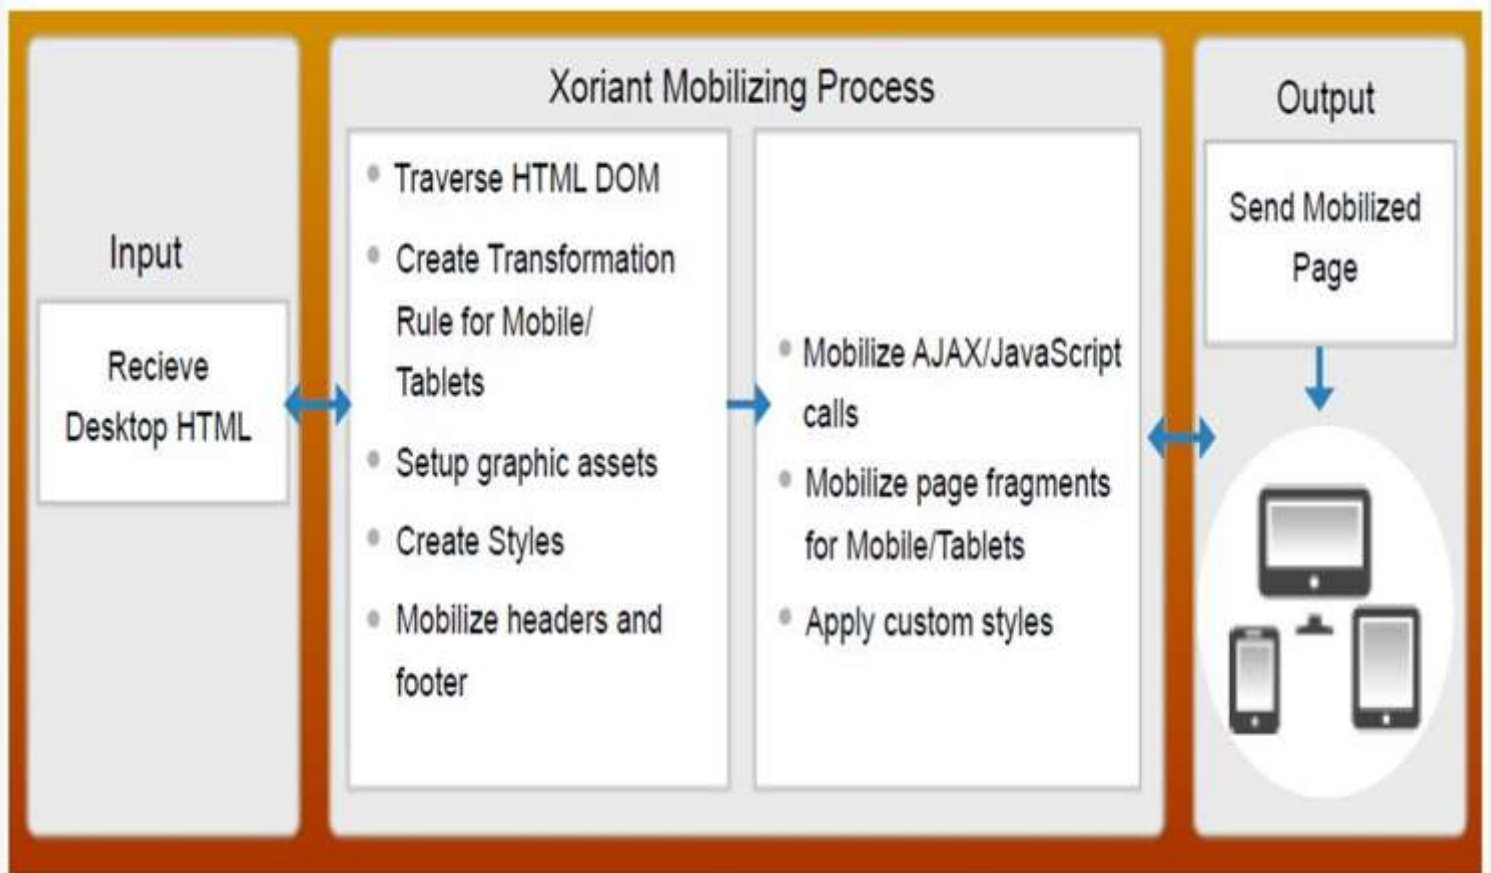 Input
Recieve
Desktop HTML
Xoriant Mobilizing Process
Traverse HTML DOM
Create Transformation
Rule for Mobile/
Tablets
Setup graphic assets
Create Styles
Mobilize headers and
footer
Mobilize AJAX/JavaScript
calls
Mobilize page fragments
for Mobile/Tablets
Apply custom styles
Output
Send Mobilized
Page